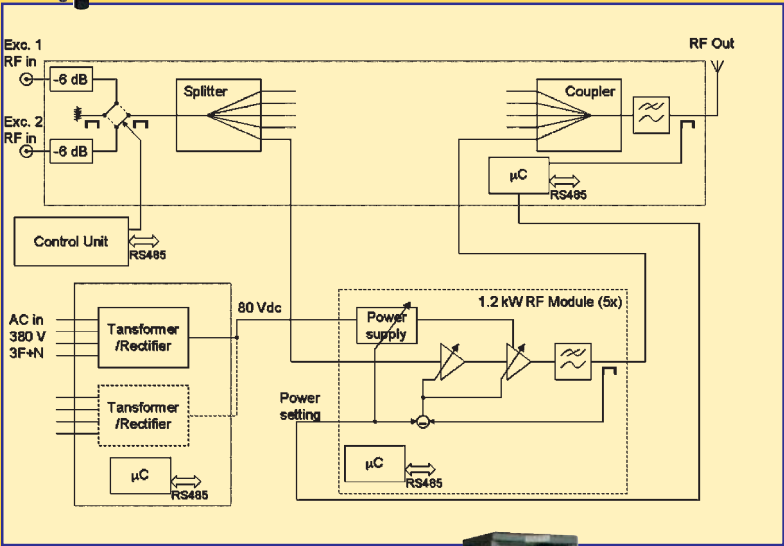 Exc. 1
RF in
-6 dB
Exc. 2
RF in
-6 dB
Splitter
Coupler
RF Out
µC
RS485
Control Unit
RS485
AC in
380 V
3F+N
Tansformer
/Rectifier
Tansformer
/Rectifier
µC
RS485
80 Vdc
Power
setting
1.2 kW RF Module (5x)
Power
supply
µC
RS485